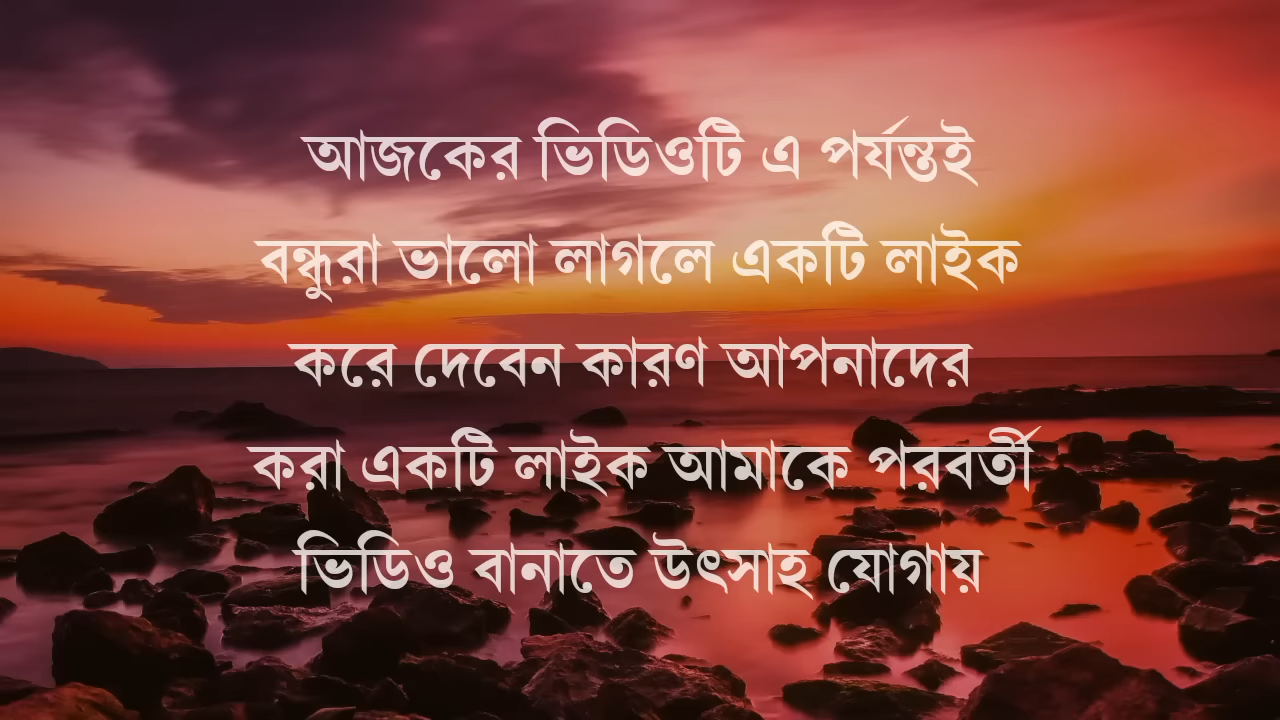 আজকের ভিডিওটি এ পর্যন্তই
বন্ধুরা ভালো লাগলে একটি লাইক
করে দেবেন কারণ আপনাদের
করা একটি লাইক আমাকে পরবর্তী
ভিডিও বানাতে উৎসাহ যোগায়